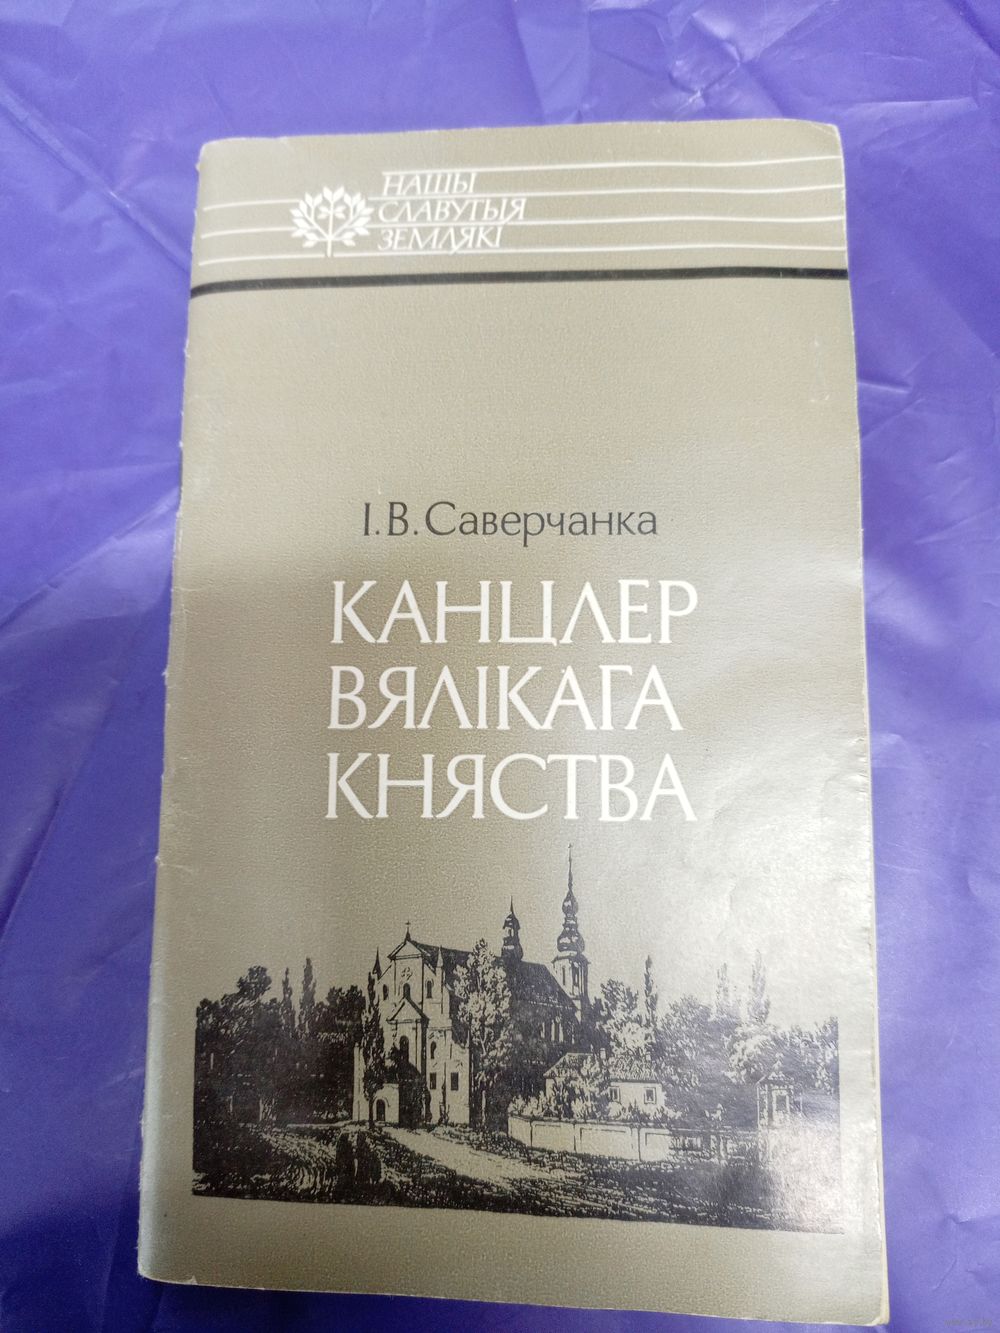 НАШЫ
СЛАВУТЫЯ
ЗЕМЛЯКІ
І.В.Саверчанка
КАНЦЛЕР
ВЯЛІКАГА
КНЯСТВА